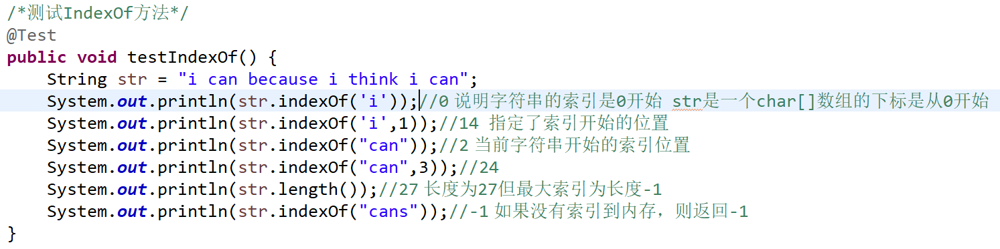 /*测试IndexOf方法*/
@Test
public void testIndexOf() {
    String str = "i can because i think i can";
    System.out.println(str.indexOf('i'));//0 说明字符串的索引是0开始 str是一个char[]数组的下标是从0开始
    System.out.println(str.indexOf('i',1));//14 指定了索引开始的位置
    System.out.println(str.indexOf("can"));//2 当前字符串开始的索引位置
    System.out.println(str.indexOf("can",3));//24
    System.out.println(str.length());//27 长度为27但最大索引为长度-1
    System.out.println(str.indexOf("cans"));//-1 如果没有索引到内存，则返回-1
}